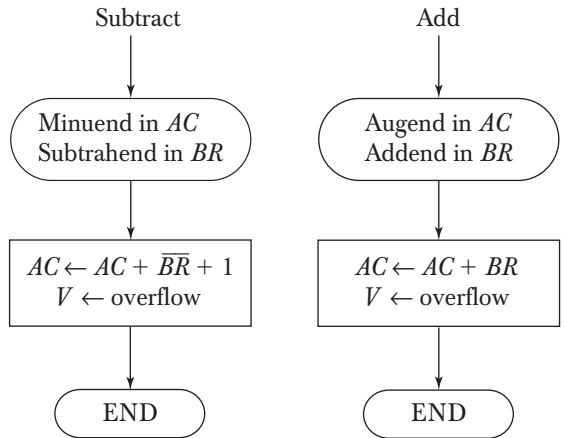 Subtract
Minuend in AC
Subtrahend in BR
AC ← AC + B̅R̅ + 1
V ← overflow
END
Add
Augend in AC
Addend in BR
AC ← AC + BR
V ← overflow
END